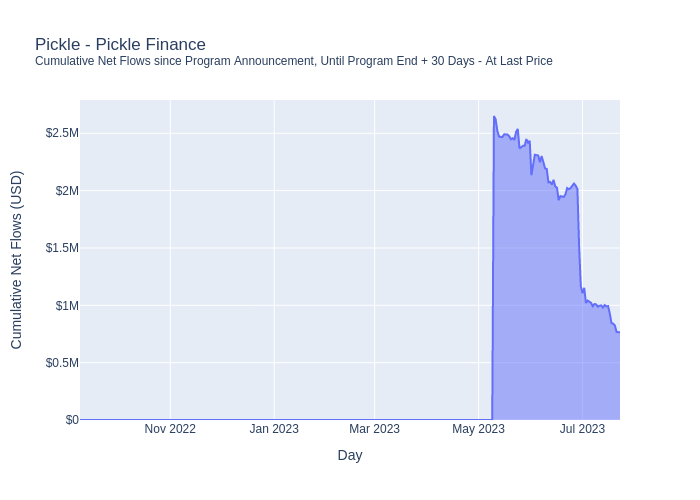 Pickle - Pickle Finance
Cumulative Net Flows since Program Announcement, Until Program End + 30 Days - At Last Price
Cumulative Net Flows (USD)
$2.5M
$2M
$1.5M
$1M
$0.5M
$0
Nov 2022
Jan 2023
Mar 2023
May 2023
Jul 2023
Day